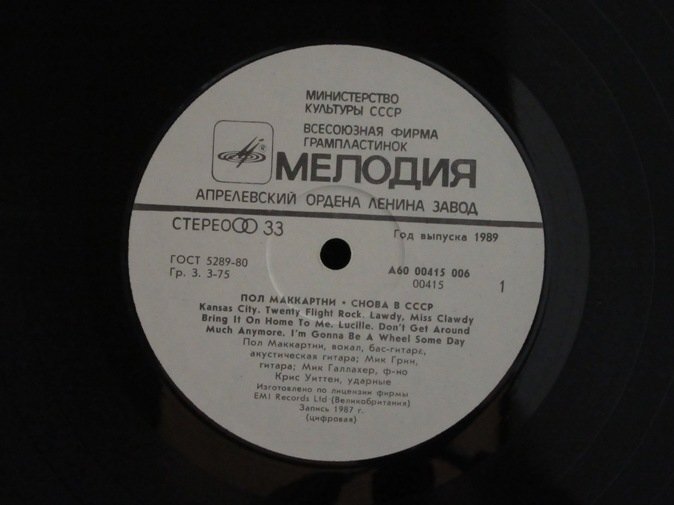 МИНИСТЕРСТВО
КУЛЬТУРЫ СССР
ВСЕСОЮЗНАЯ ФИРМА
ГРАМПЛАСТИНОК
МЕЛОДИЯ
АПРЕЛЕВСКИЙ ОРДЕНА ЛЕНИНА ЗАВОД
СТЕРЕО 33
Год выпуска 1989
ГОСТ 5289-80
Гр. 3. 3-75
А60 00415 006
00415
1
ПОЛ МАККАРТНИ • СНОВА В СССР
Kansas City. Twenty Flight Rock. Lawdy, Miss Clawdy
Bring It On Home To Me. Lucille. Don't Get Around
Much Anymore. I'm Gonna Be A Wheel Some Day
Пол Маккартни, вокал, бас-гитара,
акустическая гитара; Мик Грин,
гитара; Мик Галлахер, ф-но
Крис Уиттен, ударные
Изготовлено по лицензии фирмы
EMI Records Ltd (Великобритания)
Запись 1987 г.
(цифровая)